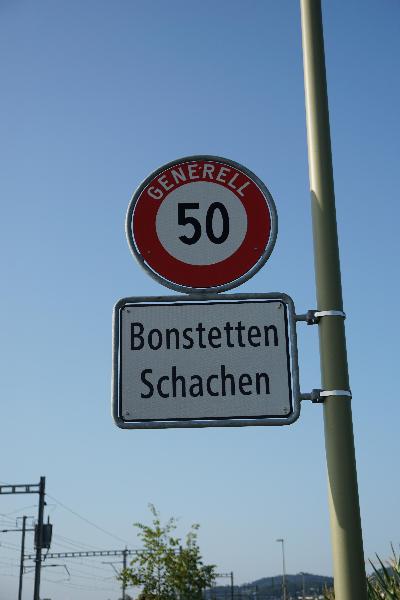 GENERELL
50
Bonstetten
Schachen